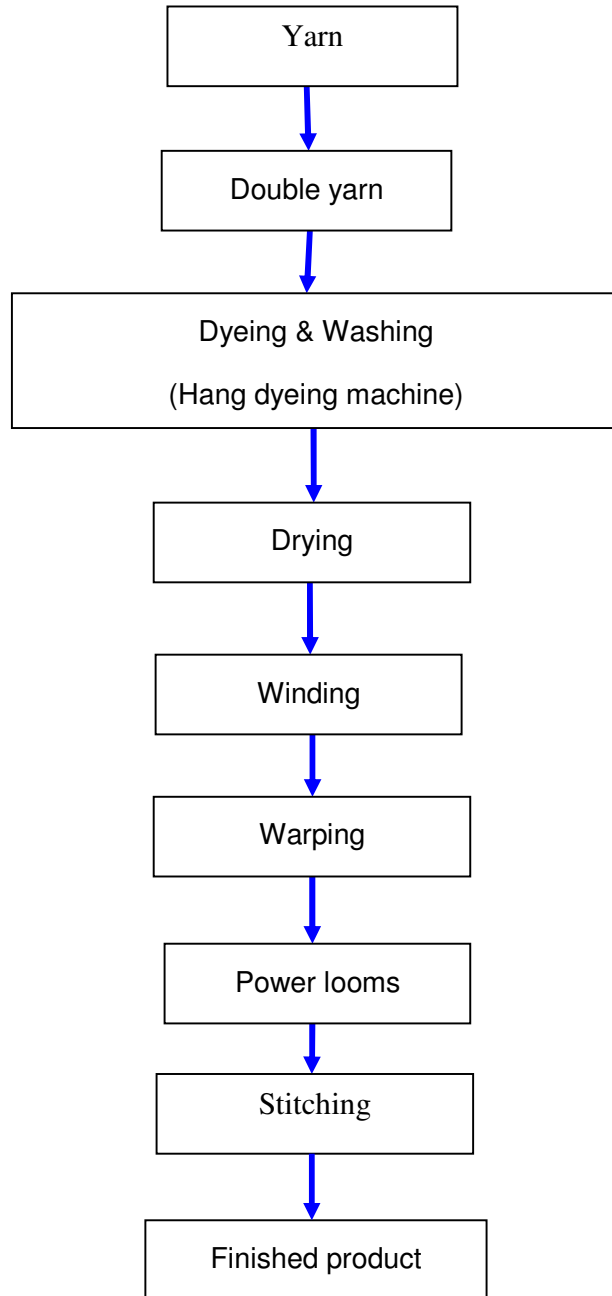 Yarn
Double yarn
Dyeing & Washing
(Hang dyeing machine)
Drying
Winding
Warping
Power looms
Stitching
Finished product